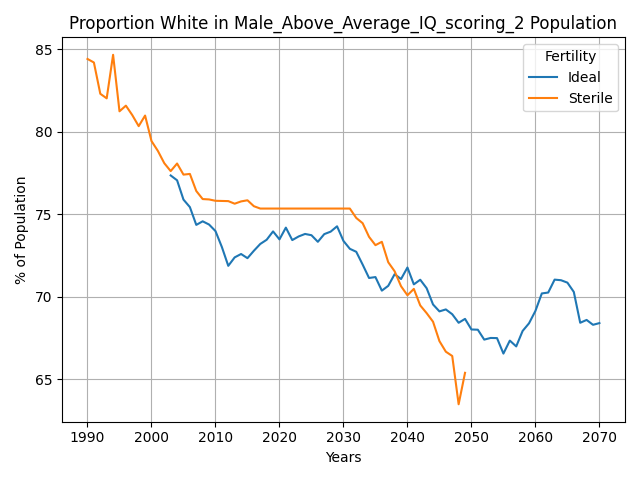 Proportion White in Male_Above_Average_IQ_scoring_2 Population
Fertility
Ideal
Sterile
85
80
75
70
65
% of Population
1990 2000 2010 2020 2030 2040 2050 2060 2070
Years